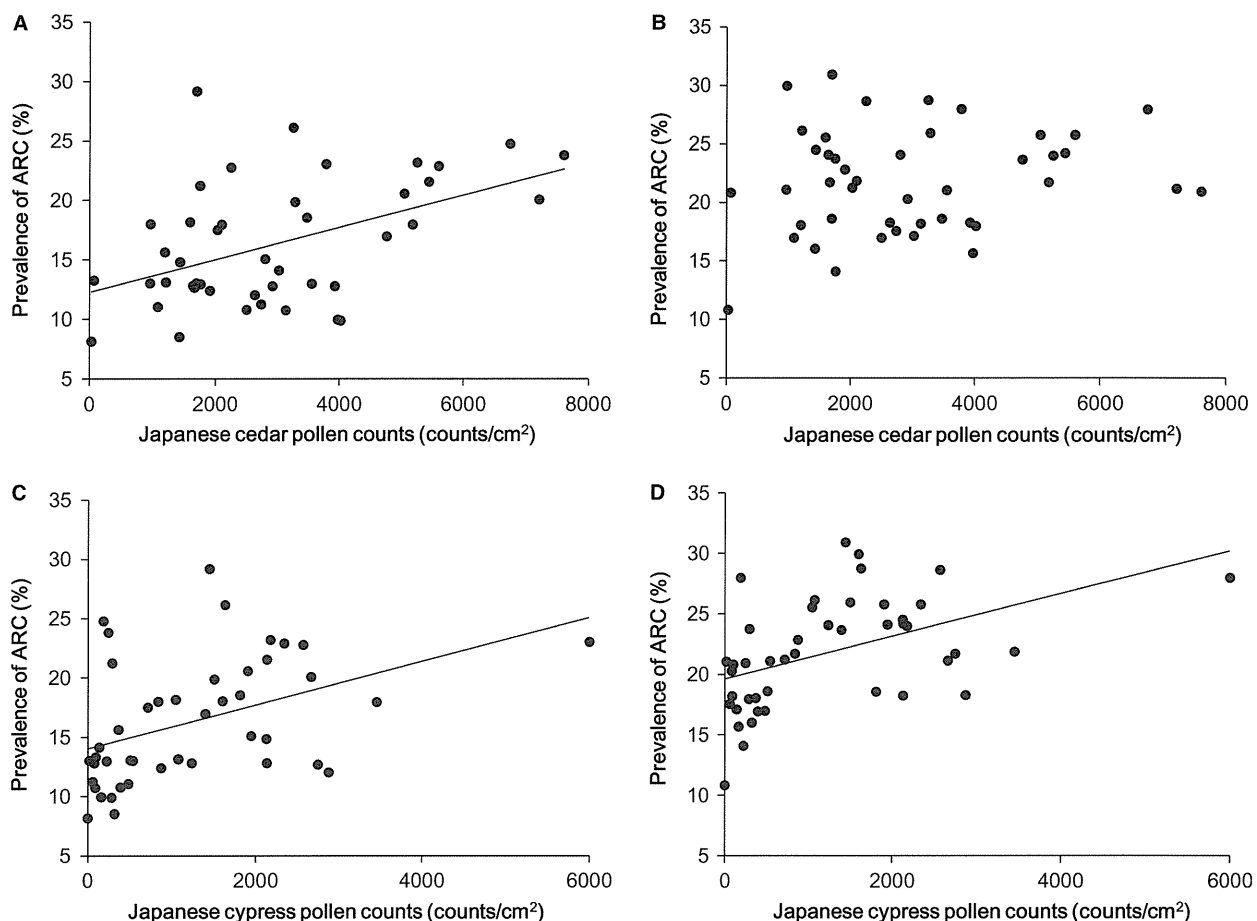 A
35
30
25
20
15
10
5
Prevalence of ARC (%)
0 2000 4000 6000 8000
Japanese cedar pollen counts (counts/cm²)
B
35
30
25
20
15
10
5
Prevalence of ARC (%)
0 2000 4000 6000 8000
Japanese cedar pollen counts (counts/cm²)
C
35
30
25
20
15
10
5
Prevalence of ARC (%)
0 2000 4000 6000
Japanese cypress pollen counts (counts/cm²)
D
35
30
25
20
15
10
5
Prevalence of ARC (%)
0 2000 4000 6000
Japanese cypress pollen counts (counts/cm²)